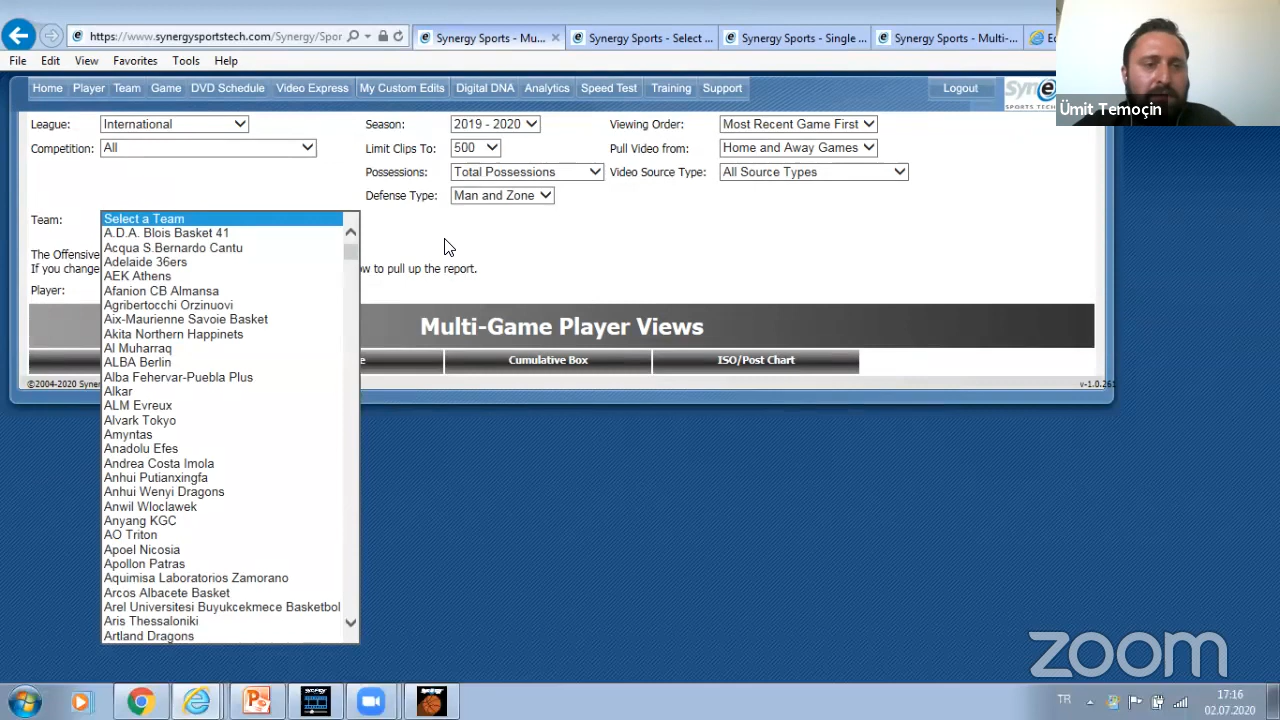 https://www.synergysportstech.com/Synergy/Spor
Synergy Sports - Mu...
Synergy Sports - Select ...
Synergy Sports - Single ...
Synergy Sports - Multi-...
File Edit View Favorites Tools Help
Home Player Team Game DVD Schedule Video Express My Custom Edits Digital DNA Analytics Speed Test Training Support Logout
SPORTS TECH
Ümit Temoçin
League: International Season: 2019 - 2020 Viewing Order: Most Recent Game First
Competition: All Limit Clips To: 500 Pull Video from: Home and Away Games
Possessions: Total Possessions Video Source Type: All Source Types
Defense Type: Man and Zone
Team: Select a Team
A.D.A. Blois Basket 41
Acqua S.Bernardo Cantu
Adelaide 36ers
AEK Athens
Afanion CB Almansa
Agribertocchi Orzinuovi
Aix-Maurienne Savoie Basket
Akita Northern Happinets
Al Muharraq
ALBA Berlin
Alba Fehervar-Puebla Plus
Alkar
ALM Evreux
Alvark Tokyo
Amyntas
Anadolu Efes
Andrea Costa Imola
Anhui Putianxingfa
Anhui Wenyi Dragons
Anwil Wloclawek
Anyang KGC
AO Triton
Apoel Nicosia
Apollon Patras
Aquimisa Laboratorios Zamorano
Arcos Albacete Basket
Arel Universitesi Buyukcekmece Basketbol
Aris Thessaloniki
Artland Dragons
The Offensive
If you change
ow to pull up the report.
Player:
Multi-Game Player Views
Cumulative Box ISO/Post Chart
©2004-2020 Syner
v-1.0.261
zoom
TR
17:16
02.07.2020